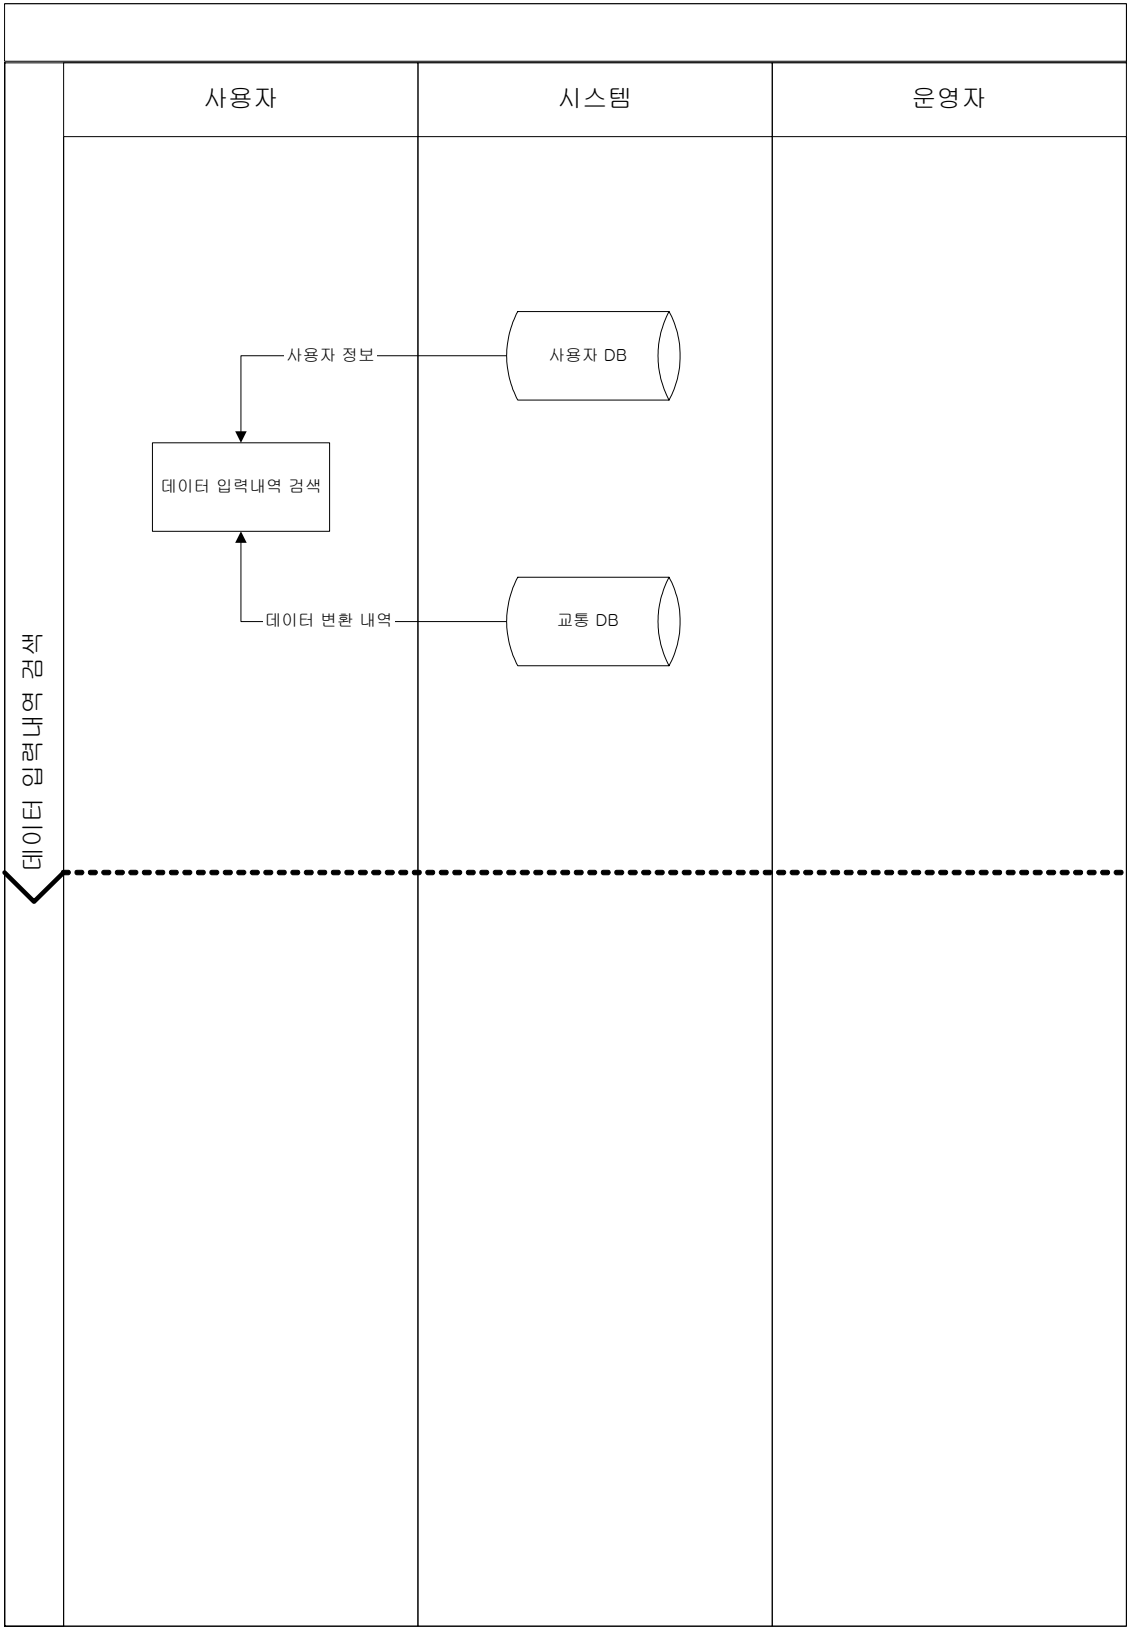 사용자
시스템
운영자
사용자 정보
사용자 DB
데이터 입력내역 검색
데이터 변환 내역
교통 DB
데이터 입력내역 검색